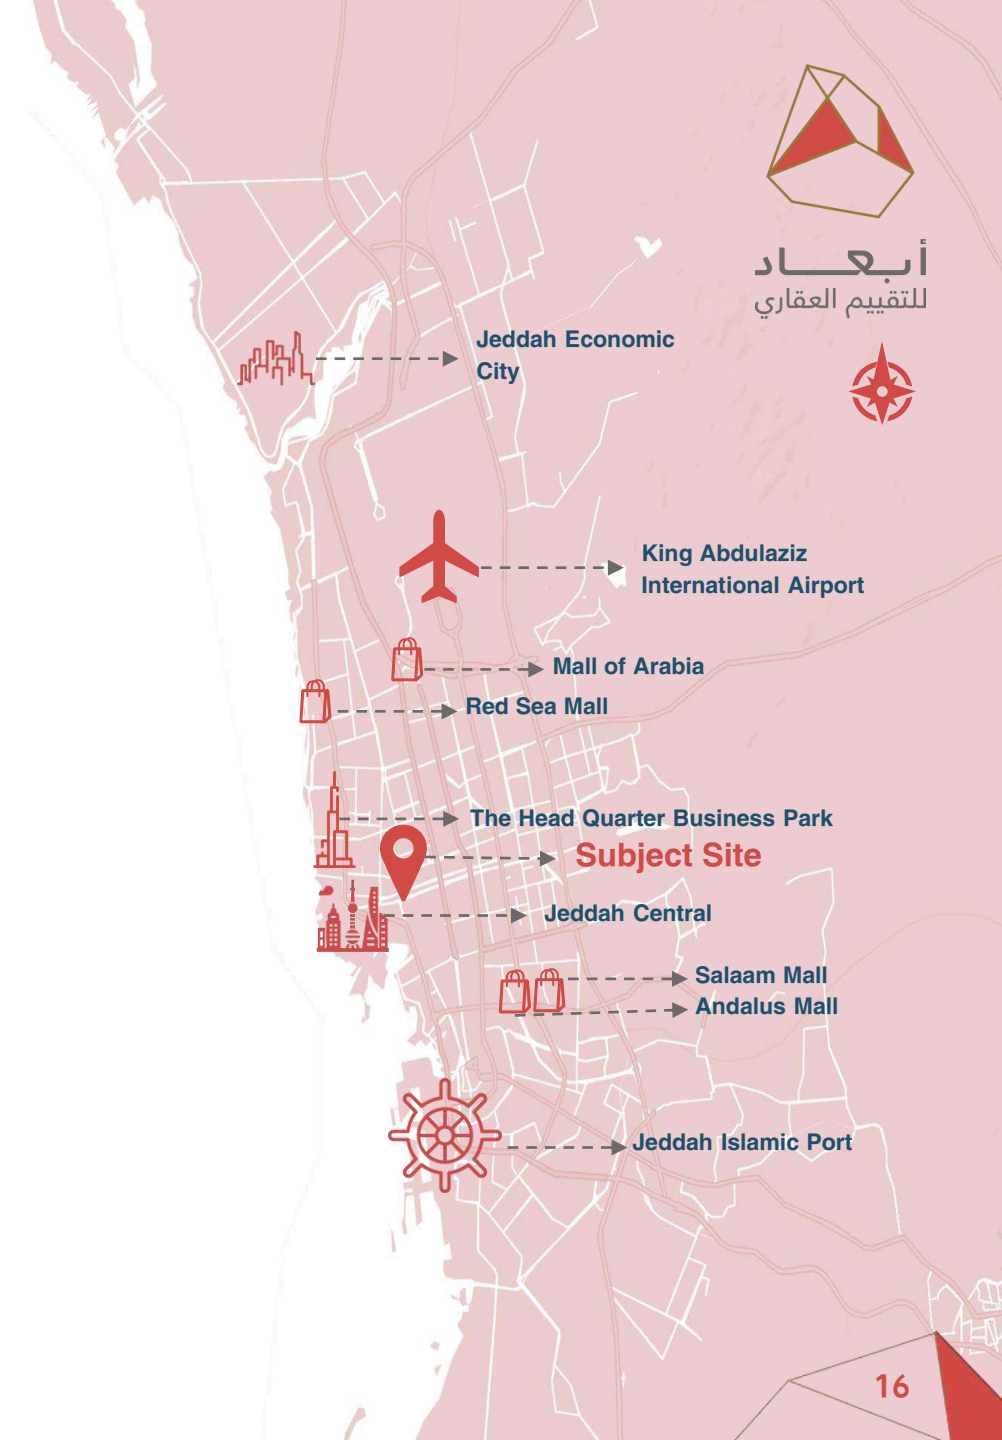 أبعاد
للتقييم العقاري
Jeddah Economic
City
King Abdulaziz
International Airport
Mall of Arabia
Red Sea Mall
The Head Quarter Business Park
Subject Site
Jeddah Central
Salaam Mall
Andalus Mall
Jeddah Islamic Port
16